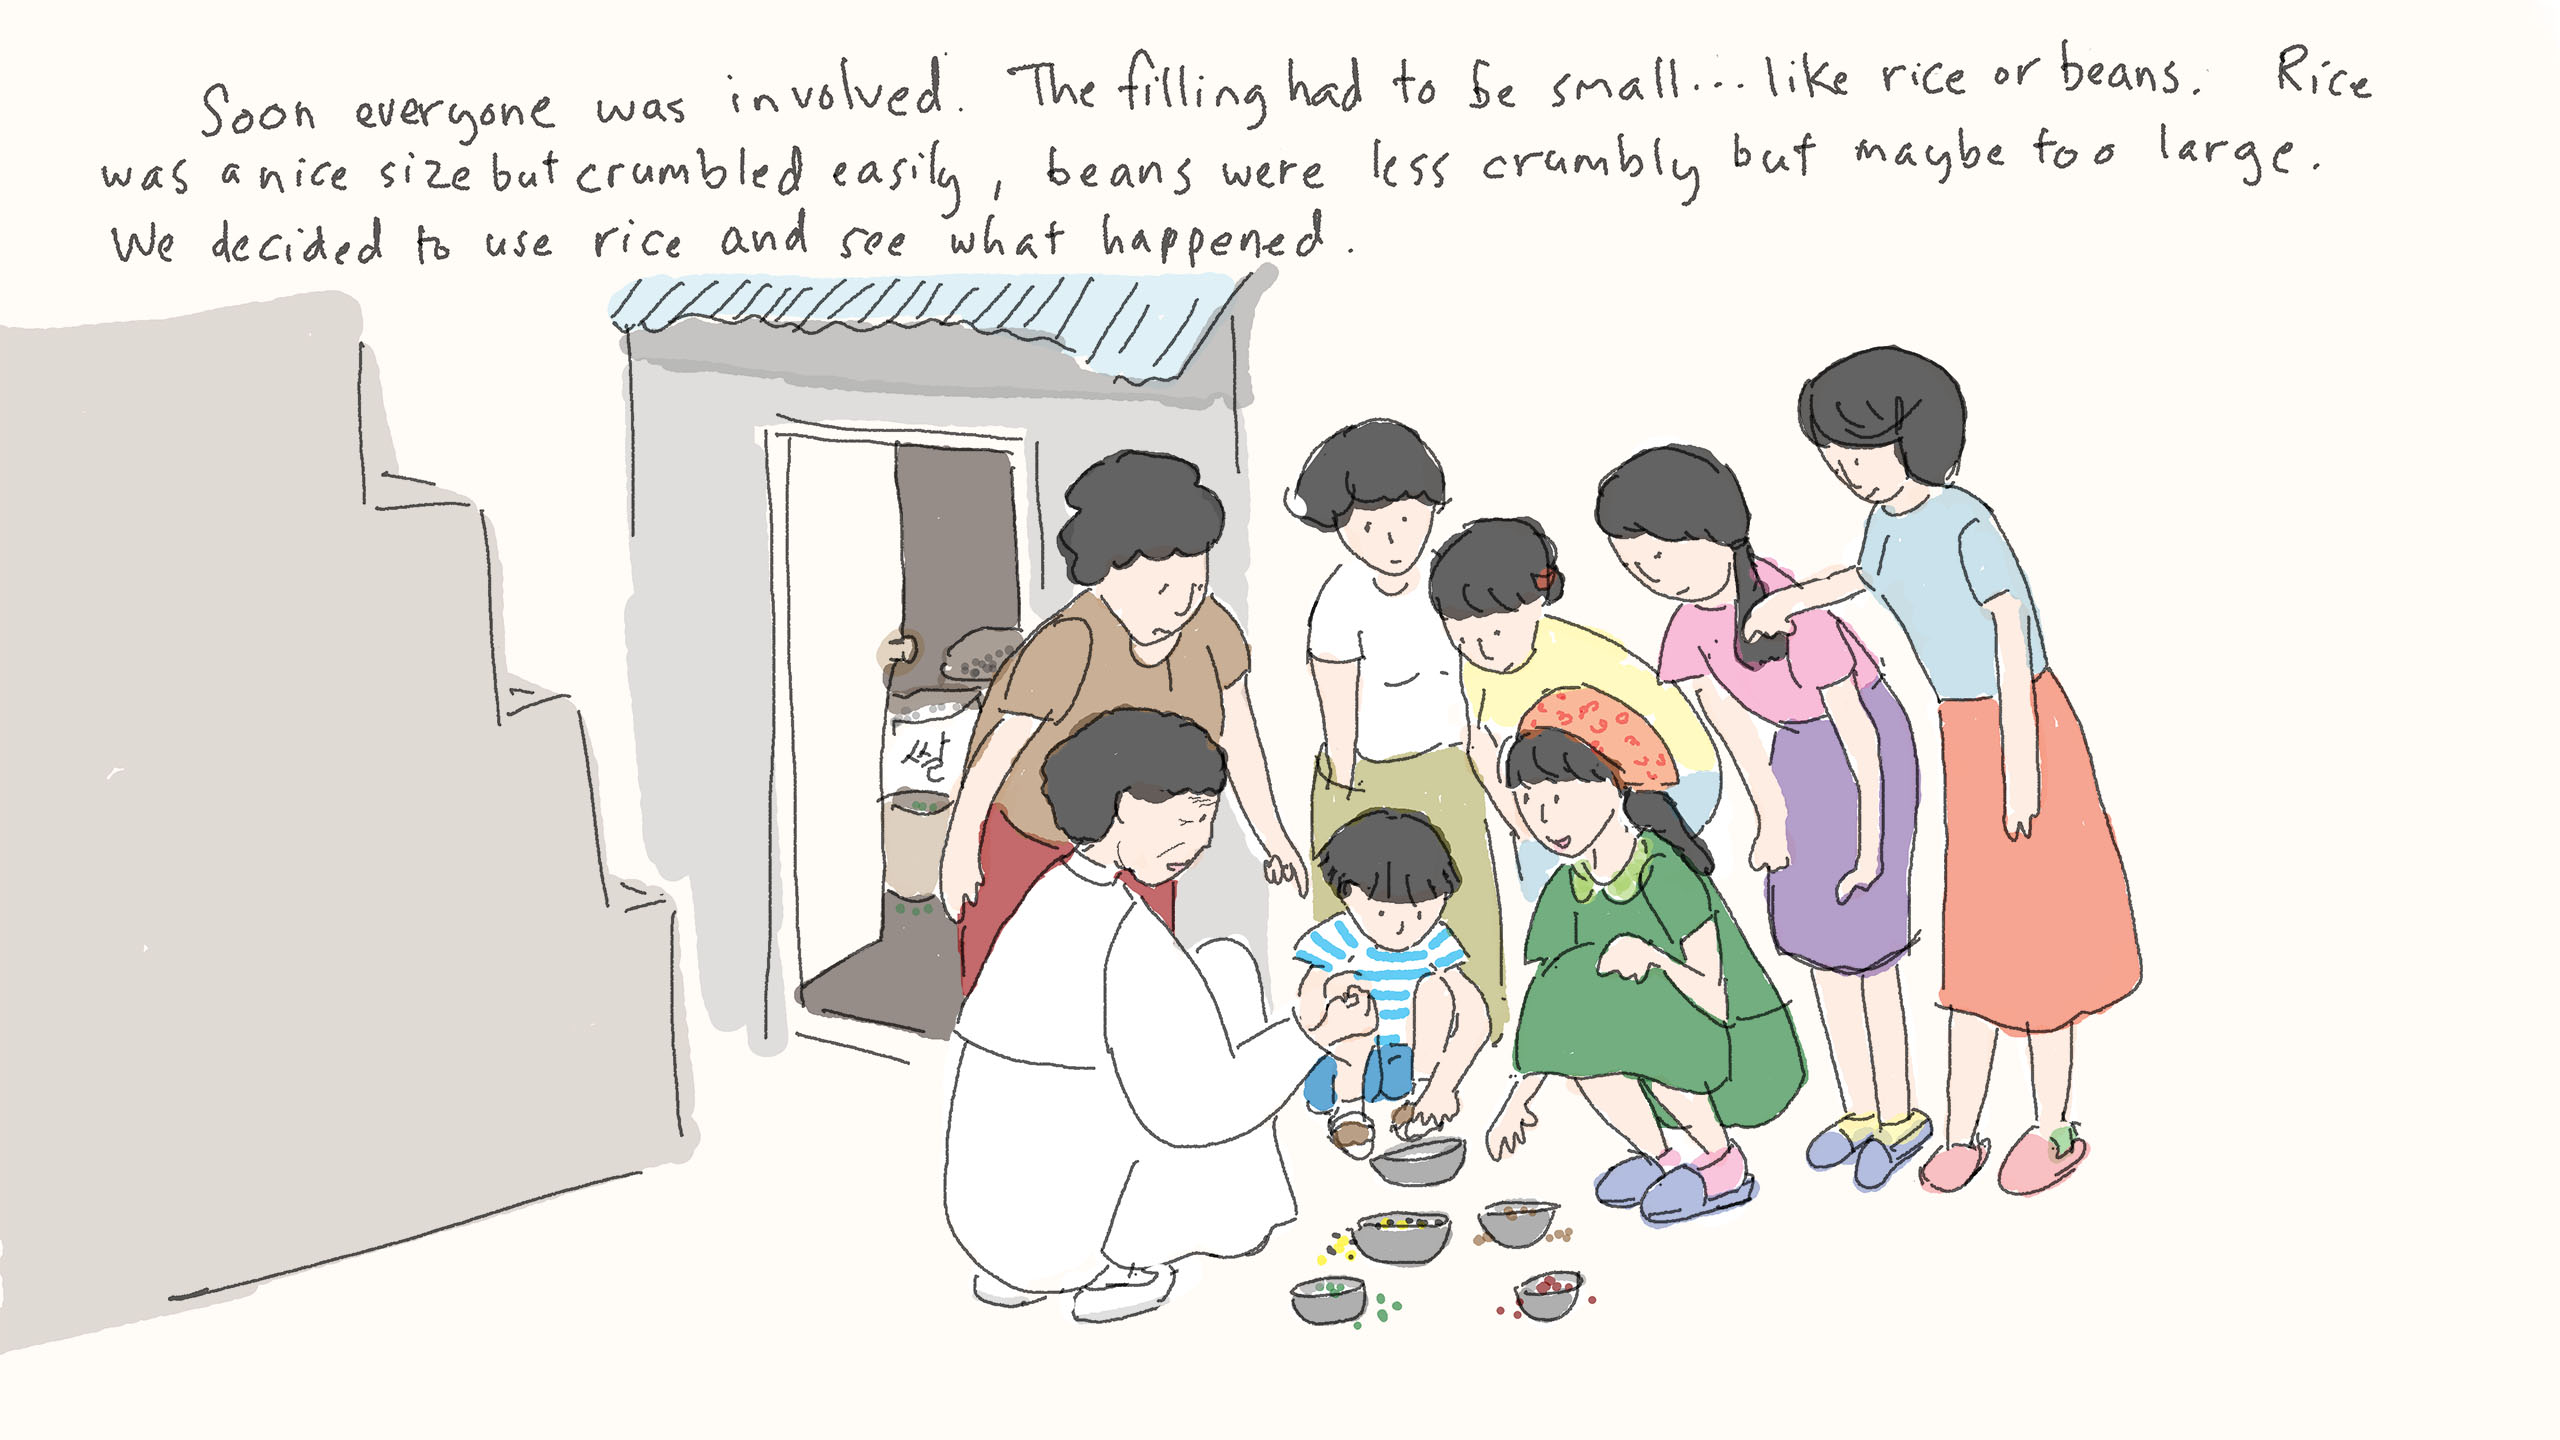 Soon everyone was involved. The filling had to be small... like rice or beans. Rice
was a nice size but crumbled easily, beans were less crumbly but maybe too large.
We decided to use rice and see what happened.
쌀